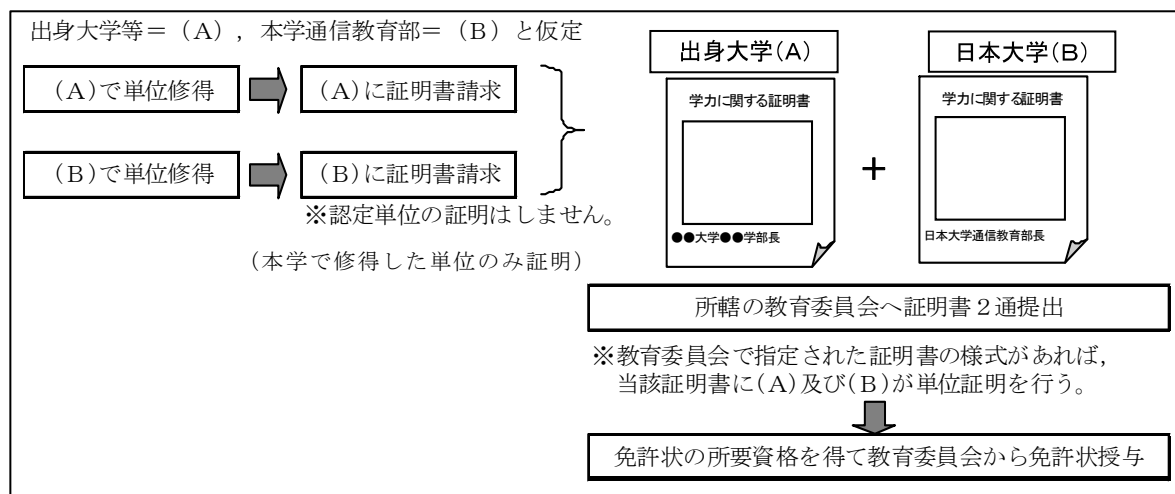 出身大学等＝（A），本学通信教育部＝（B）と仮定
（A）で単位修得
（A）に証明書請求
（B）で単位修得
（B）に証明書請求
※認定単位の証明はしません。
（本学で修得した単位のみ証明）
出身大学（A）
学力に関する証明書
●●大学●●学部長
＋
日本大学（B）
学力に関する証明書
日本大学通信教育部長
所轄の教育委員会へ証明書２通提出
※教育委員会で指定された証明書の様式があれば，
当該証明書に（A）及び（B）が単位証明を行う。
免許状の所要資格を得て教育委員会から免許状授与